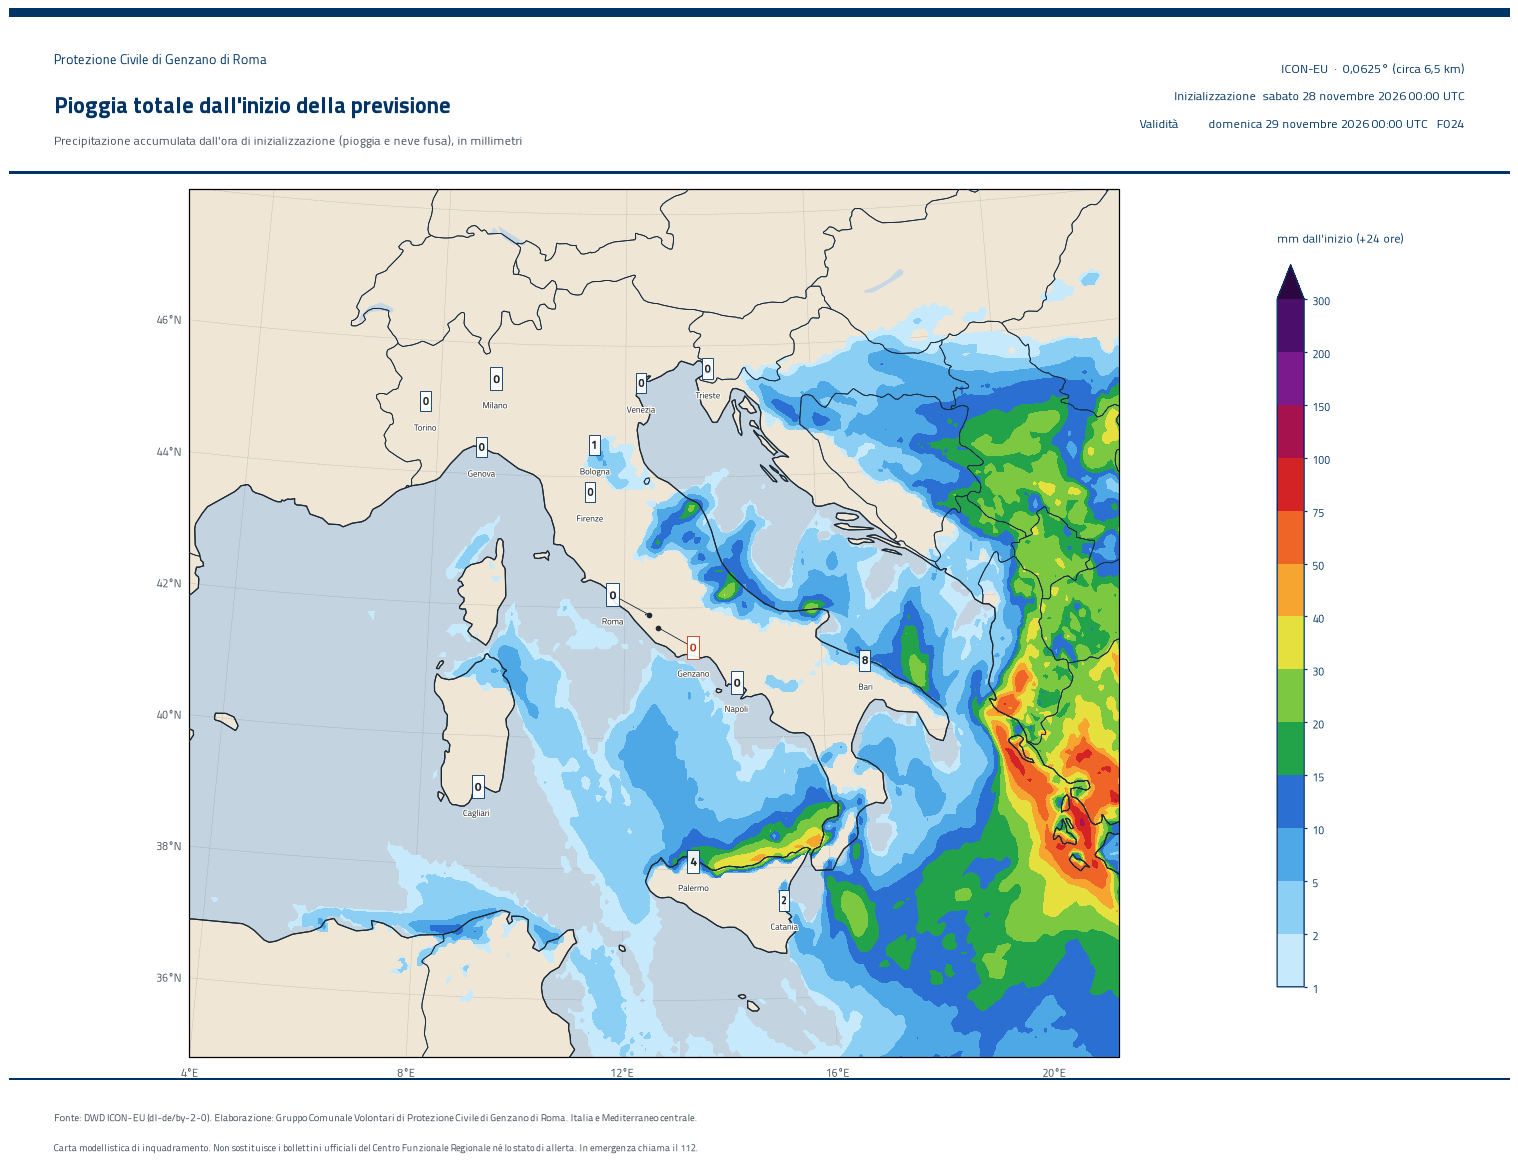 Protezione Civile di Genzano di Roma
Pioggia totale dall'inizio della previsione
Precipitazione accumulata dall'ora di inizializzazione (pioggia e neve fusa), in millimetri
ICON-EU · 0,0625° (circa 6,5 km)
Inizializzazione sabato 28 novembre 2026 00:00 UTC
Validità domenica 29 novembre 2026 00:00 UTC F024
mm dall'inizio (+24 ore)
300
200
150
100
75
50
40
30
20
15
10
5
2
1
46°N
44°N
42°N
40°N
38°N
36°N
4°E
8°E
12°E
16°E
20°E
0
Trieste
0
Milano
0
Venezia
0
Torino
0
Genova
1
Bologna
0
Firenze
0
Roma
0
Genzano
8
Bari
0
Napoli
0
Cagliari
4
Palermo
2
Catania
Fonte: DWD ICON-EU (dl-de/by-2-0). Elaborazione: Gruppo Comunale Volontari di Protezione Civile di Genzano di Roma. Italia e Mediterraneo centrale.
Carta modellistica di inquadramento. Non sostituisce i bollettini ufficiali del Centro Funzionale Regionale né lo stato di allerta. In emergenza chiama il 112.